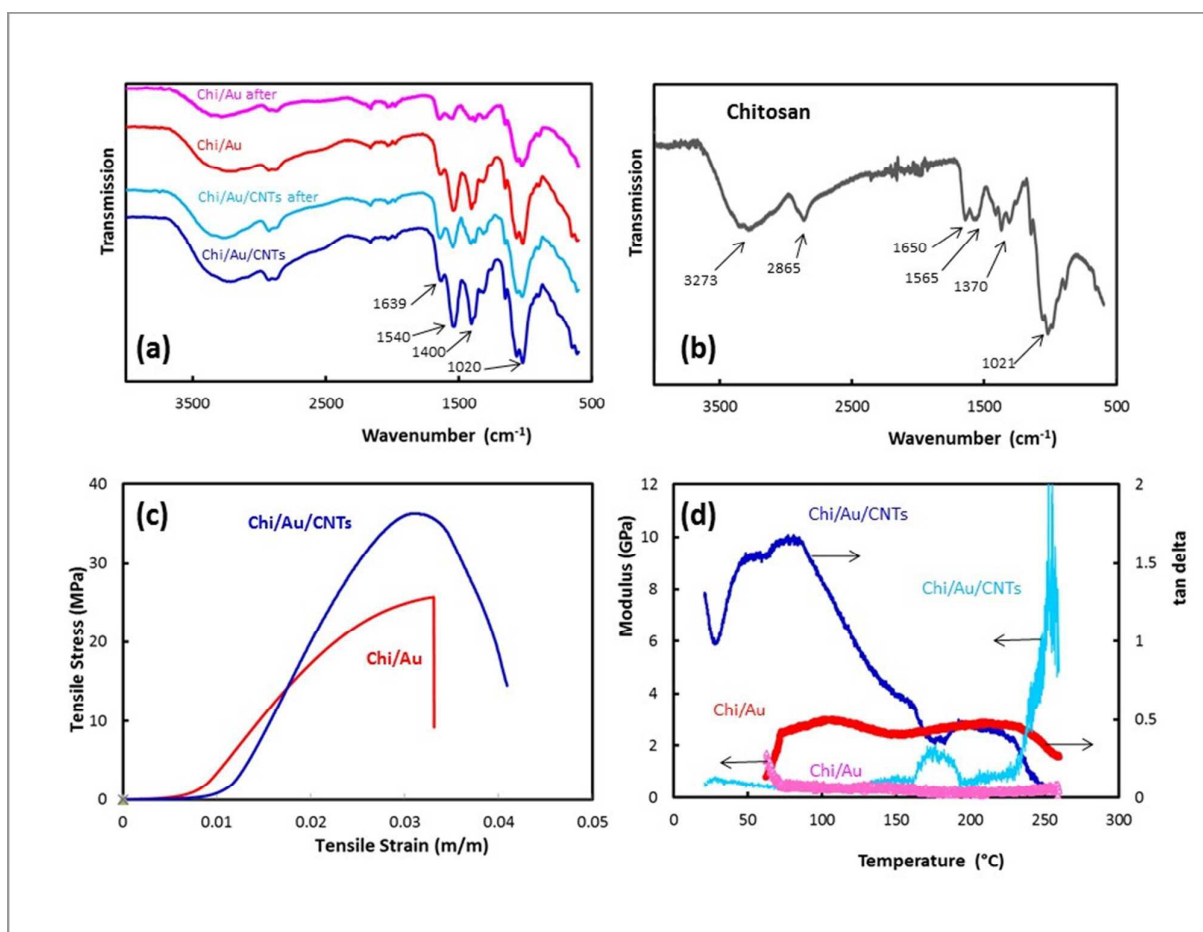 Chi/Au after
Chi/Au
Chi/Au/CNTs after
Chi/Au/CNTs
1639
1540
1400
1020
(a)
Transmission
3500
2500
1500
500
Wavenumber (cm⁻¹)
Chitosan
3273
2865
1650
1565
1370
1021
(b)
Transmission
3500
2500
1500
500
Wavenumber (cm⁻¹)
(c)
Chi/Au/CNTs
Chi/Au
Tensile Stress (MPa)
40
30
20
10
0
0
0.01
0.02
0.03
0.04
0.05
Tensile Strain (m/m)
(d)
Chi/Au/CNTs
Chi/Au/CNTs
Chi/Au
Chi/Au
Modulus (GPa)
12
10
8
6
4
2
0
2
1.5
1
0.5
0
tan delta
0
50
100
150
200
250
300
Temperature (°C)